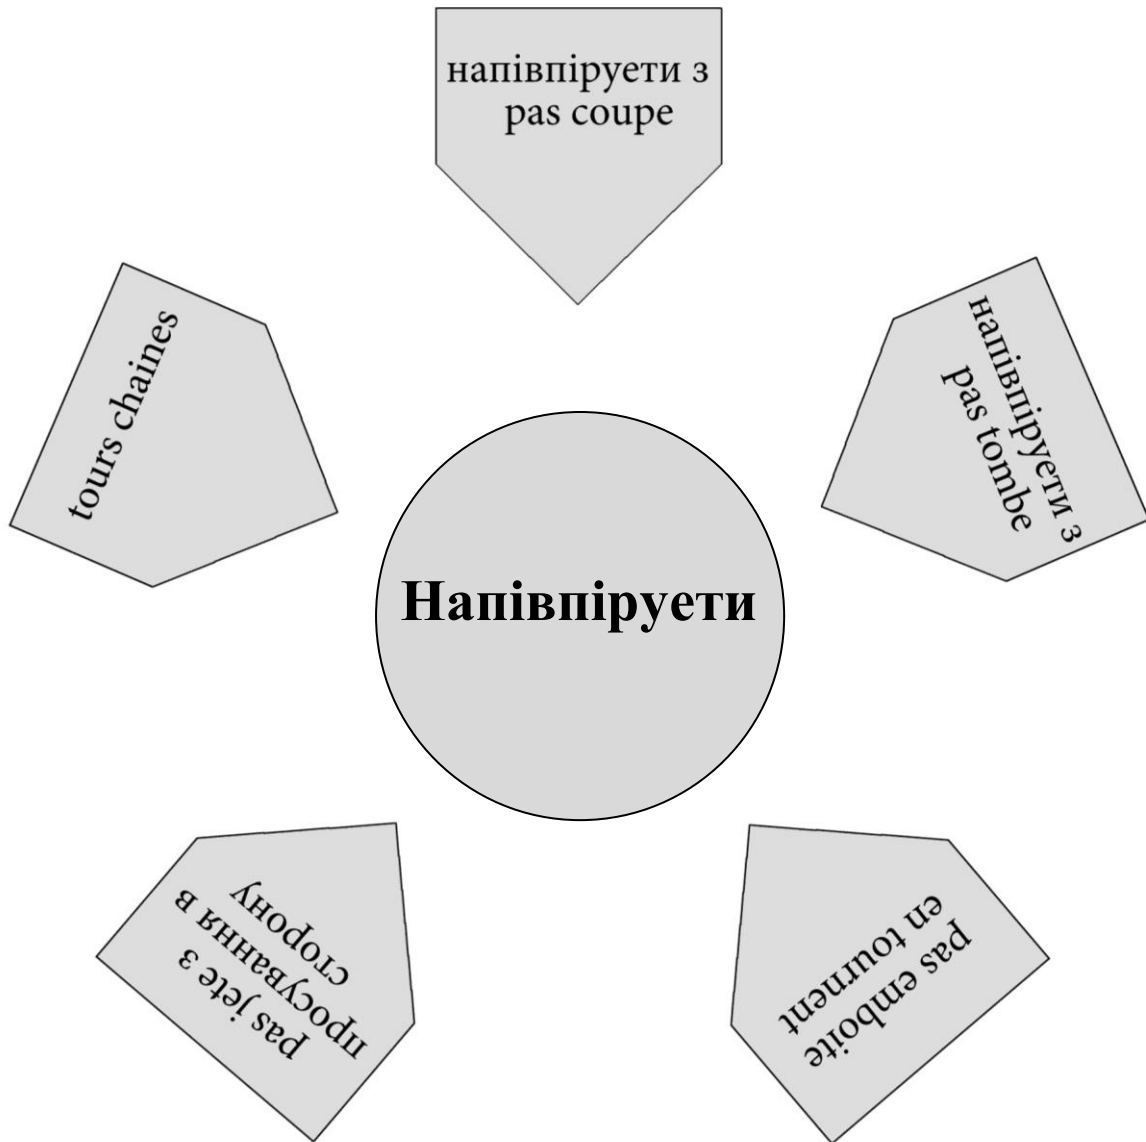 напівпіруети з
pas coupe
напівпіруети з
pas tombe
pas emboite
en tournent
pas jete з
просування в
сторону
tours chaines
Напівпіруети